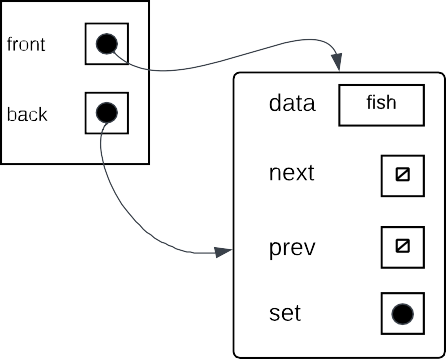 front
back
data fish
next
prev
set